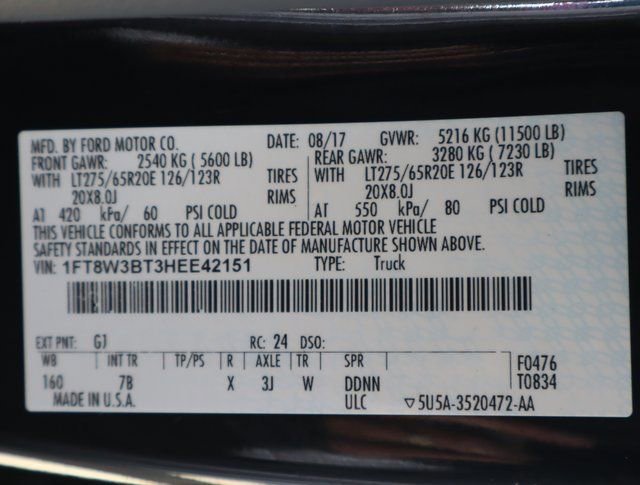 MFD. BY FORD MOTOR CO. DATE: 08/17 GVWR: 5216 KG (11500 LB)
FRONT GAWR: 2540 KG ( 5600 LB) REAR GAWR: 3280 KG ( 7230 LB)
WITH LT275/65R20E 126/123R TIRES WITH LT275/65R20E 126/123R TIRES
20X8.0J RIMS 20X8.0J RIMS
AT 420 kPa/ 60 PSI COLD AT 550 kPa/ 80 PSI COLD
THIS VEHICLE CONFORMS TO ALL APPLICABLE FEDERAL MOTOR VEHICLE
SAFETY STANDARDS IN EFFECT ON THE DATE OF MANUFACTURE SHOWN ABOVE.
VIN: 1FT8W3BT3HEE42151 TYPE: Truck
EXT PNT: GJ RC: 24 DSO:
WB INT TR TP/PS R AXLE TR SPR F0476
160 7B X 3J W DDNN T0834
MADE IN U.S.A. ULC ▽5U5A-3520472-AA